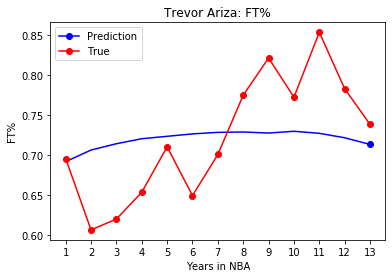 Trevor Ariza: FT%
Prediction
True
FT%
0.85
0.80
0.75
0.70
0.65
0.60
1 2 3 4 5 6 7 8 9 10 11 12 13
Years in NBA